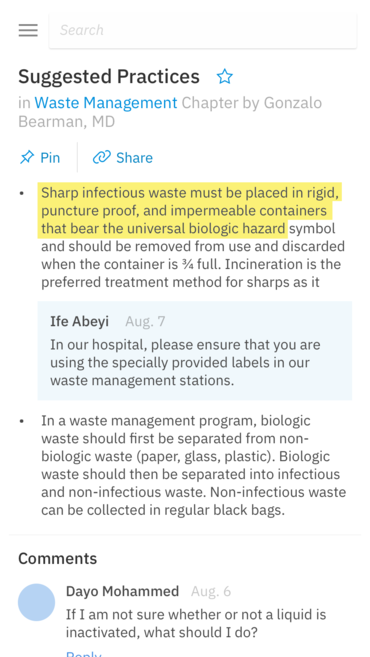 Search
Suggested Practices
in Waste Management Chapter by Gonzalo
Bearman, MD
Pin
Share
• Sharp infectious waste must be placed in rigid,
puncture proof, and impermeable containers
that bear the universal biologic hazard symbol
and should be removed from use and discarded
when the container is ¾ full. Incineration is the
preferred treatment method for sharps as it
Ife Abeyi Aug. 7
In our hospital, please ensure that you are
using the specially provided labels in our
waste management stations.
• In a waste management program, biologic
waste should first be separated from non-
biologic waste (paper, glass, plastic). Biologic
waste should then be separated into infectious
and non-infectious waste. Non-infectious waste
can be collected in regular black bags.
Comments
Dayo Mohammed Aug. 6
If I am not sure whether or not a liquid is
inactivated, what should I do?
Reply